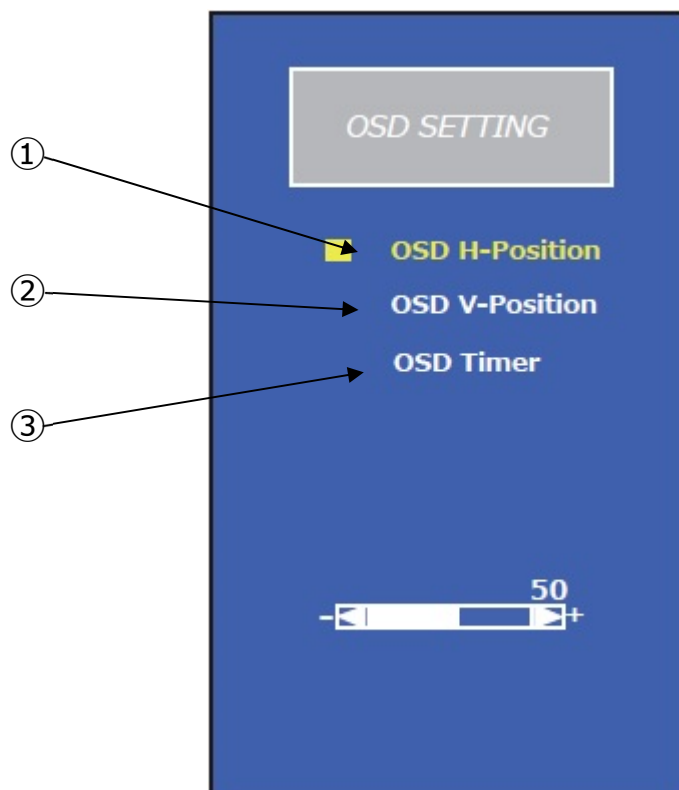 OSD SETTING
① OSD H-Position
② OSD V-Position
③ OSD Timer
50
- +